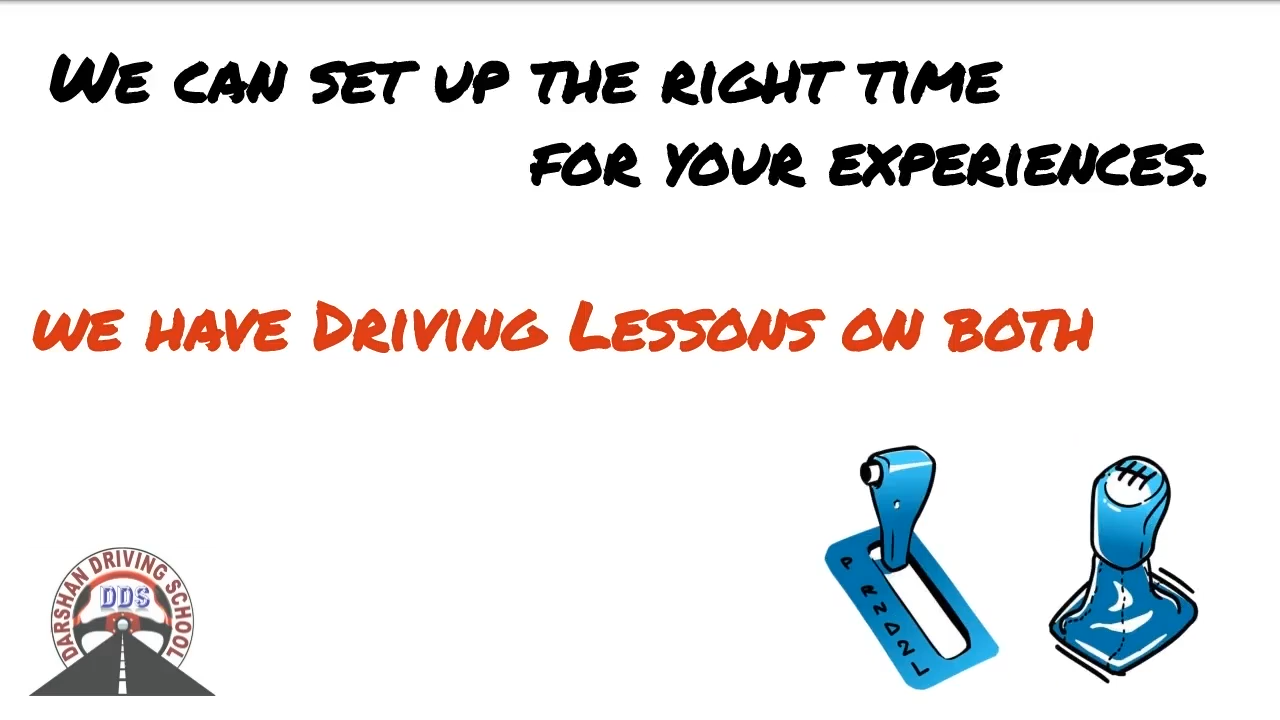 We can set up the right time
for your experiences.
we have Driving Lessons on both
DARSHAN DRIVING SCHOOL
DDS
P R N D 2 L